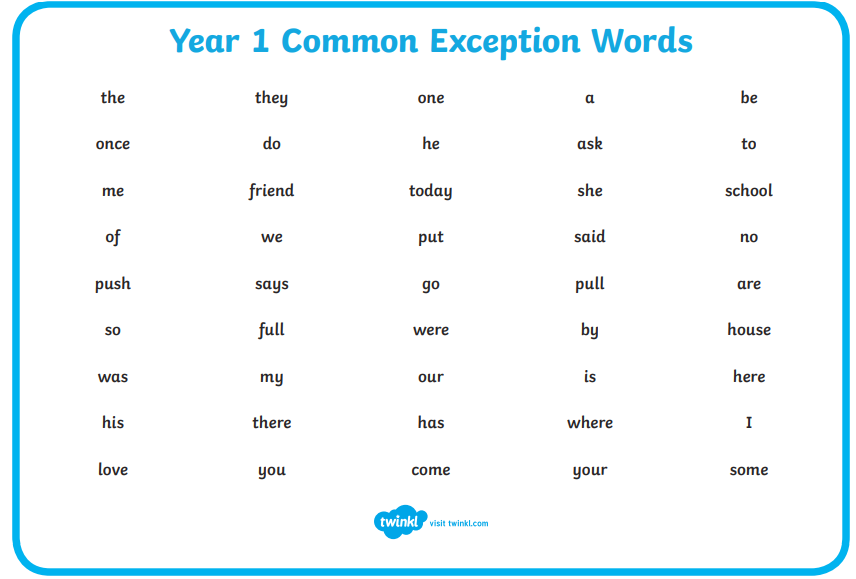 Year 1 Common Exception Words
the they one a be
once do he ask to
me friend today she school
of we put said no
push says go pull are
so full were by house
was my our is here
his there has where I
love you come your some
twinkl visit twinkl.com